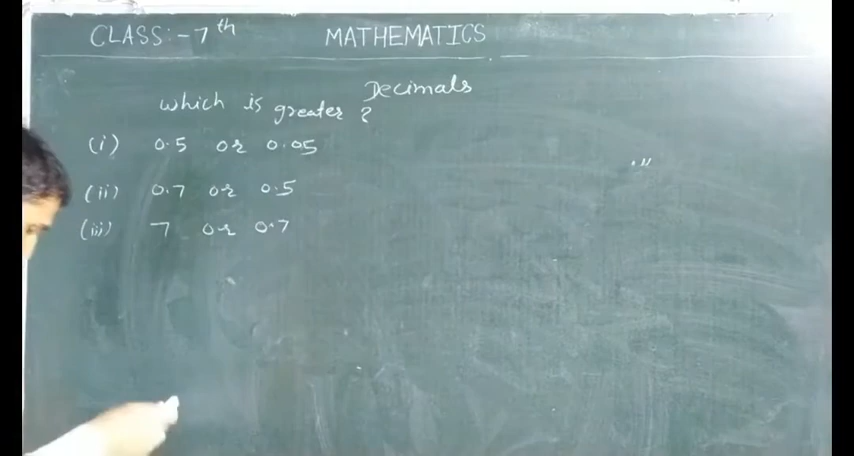 CLASS:-7th MATHEMATICS
Decimals
which is greater ?
(i) 0.5 or 0.05
(ii) 0.7 or 0.5
(iii) 7 or 0.7